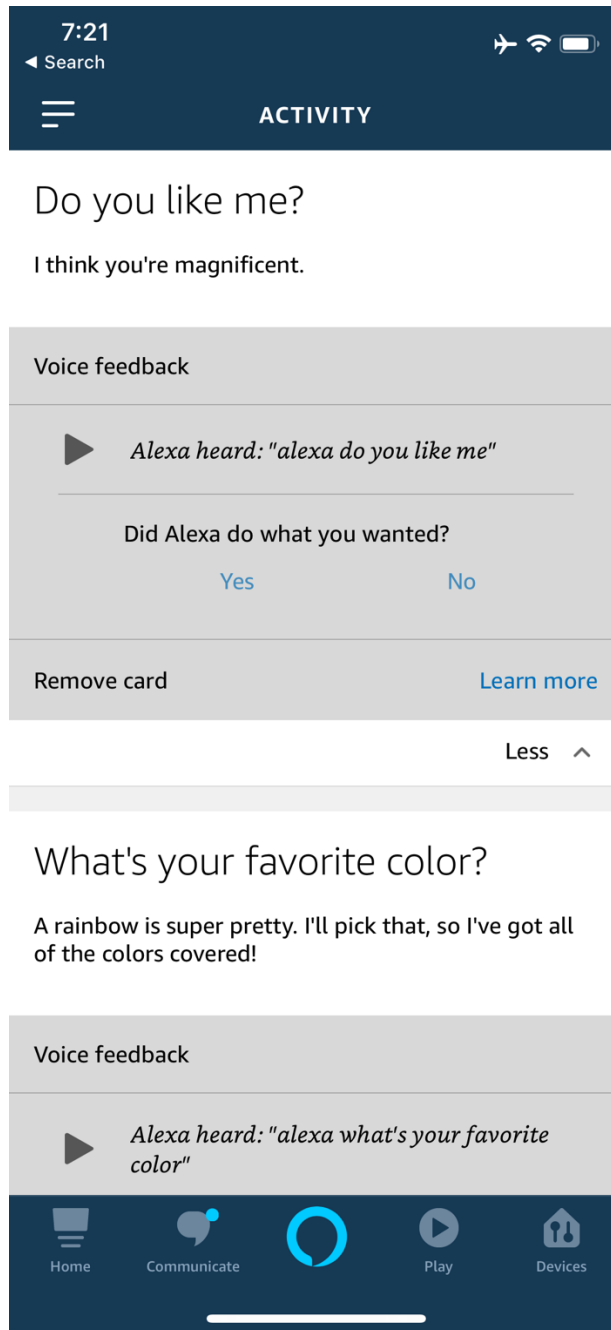 7:21
◀ Search
ACTIVITY
Do you like me?
I think you're magnificent.
Voice feedback
Alexa heard: "alexa do you like me"
Did Alexa do what you wanted?
Yes No
Remove card Learn more
Less
What's your favorite color?
A rainbow is super pretty. I'll pick that, so I've got all
of the colors covered!
Voice feedback
Alexa heard: "alexa what's your favorite
color"
Home Communicate Play Devices